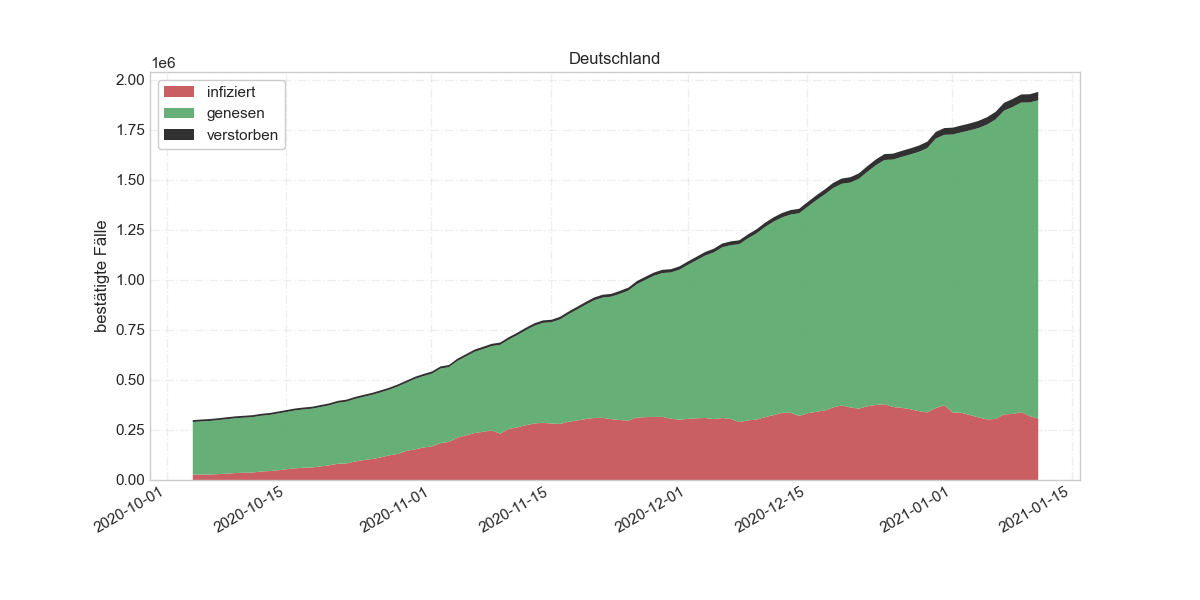 Deutschland
1e6
2.00
1.75
1.50
1.25
1.00
0.75
0.50
0.25
0.00
bestätigte Fälle
infiziert
genesen
verstorben
2020-10-01
2020-10-15
2020-11-01
2020-11-15
2020-12-01
2020-12-15
2021-01-01
2021-01-15